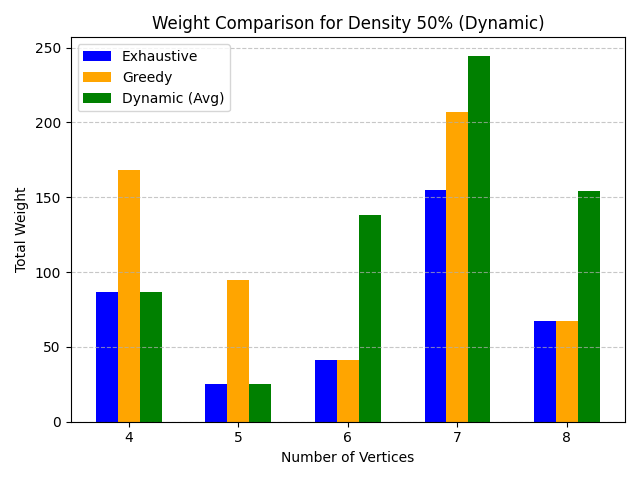 Weight Comparison for Density 50% (Dynamic)
Exhaustive
Greedy
Dynamic (Avg)
Total Weight
250
200
150
100
50
0
4 5 6 7 8
Number of Vertices